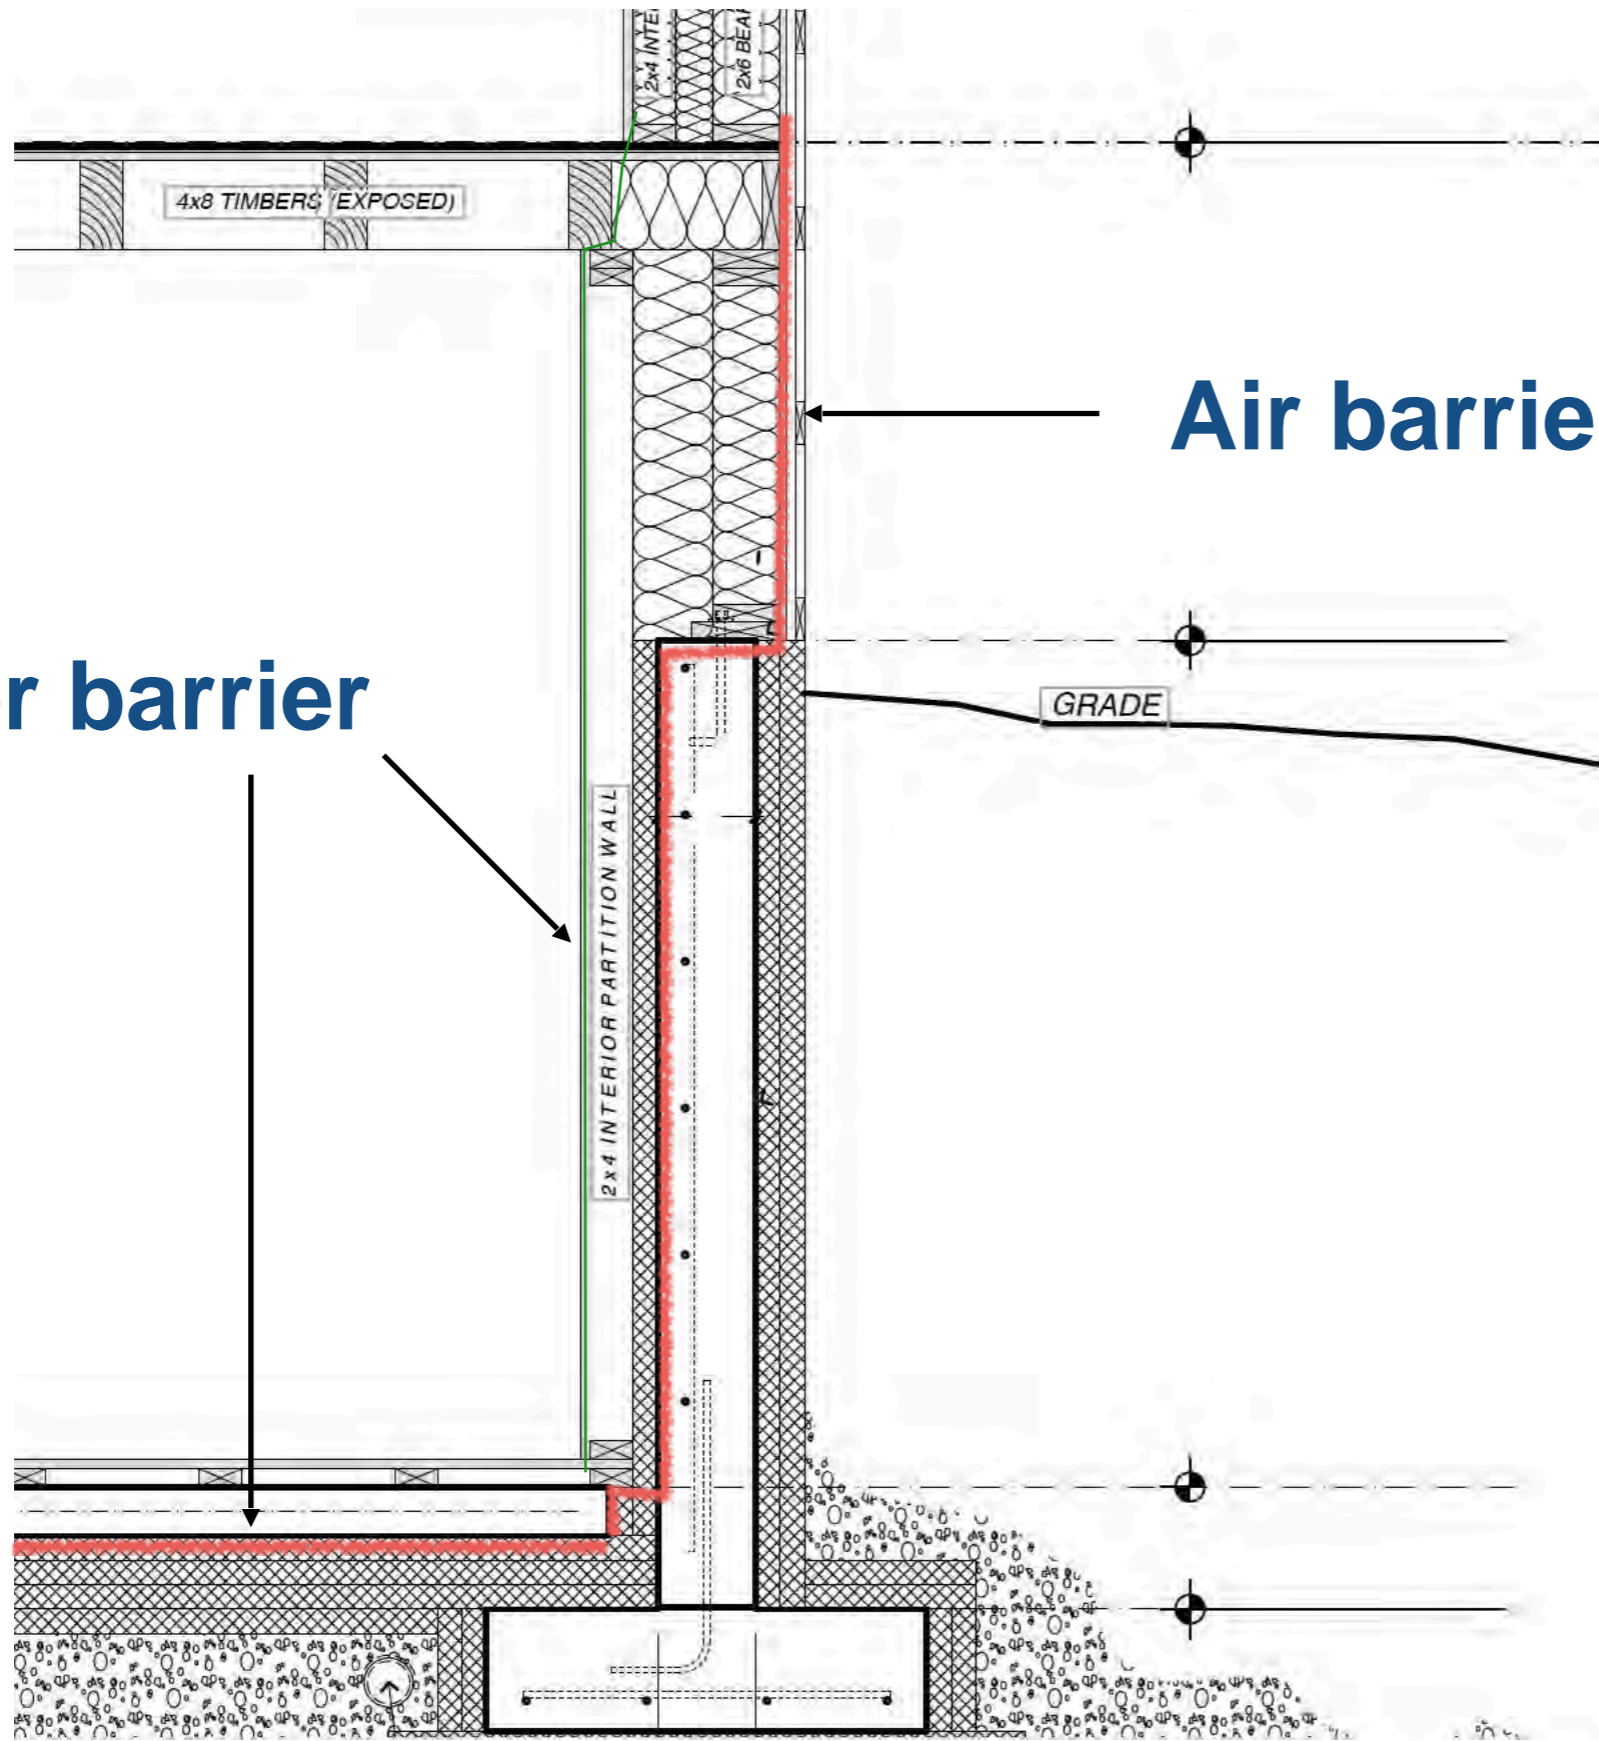 2x4 INTE
2x6 BEA
4x8 TIMBERS (EXPOSED)
Air barrie
r barrier
GRADE
2x4 INTERIOR PARTITION WALL